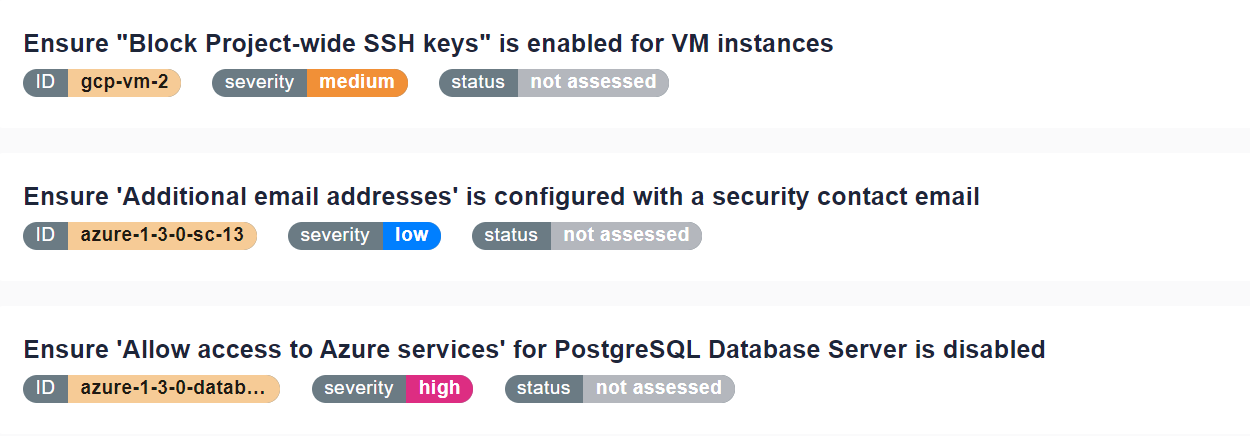 Ensure "Block Project-wide SSH keys" is enabled for VM instances
ID gcp-vm-2 severity medium status not assessed
Ensure 'Additional email addresses' is configured with a security contact email
ID azure-1-3-0-sc-13 severity low status not assessed
Ensure 'Allow access to Azure services' for PostgreSQL Database Server is disabled
ID azure-1-3-0-datab... severity high status not assessed